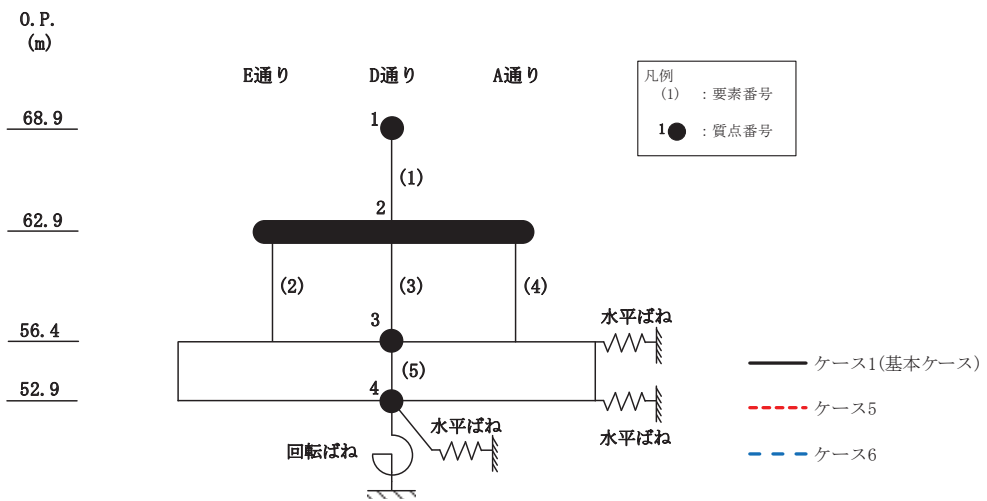 O.P.
(m)
E通り D通り A通り
凡例
(1) ：要素番号
1 ：質点番号
68.9
1
(1)
2
62.9
(2) (3) (4)
3
水平ばね
56.4
(5)
ケース1(基本ケース)
52.9
4
水平ばね
水平ばね
ケース5
回転ばね
ケース6